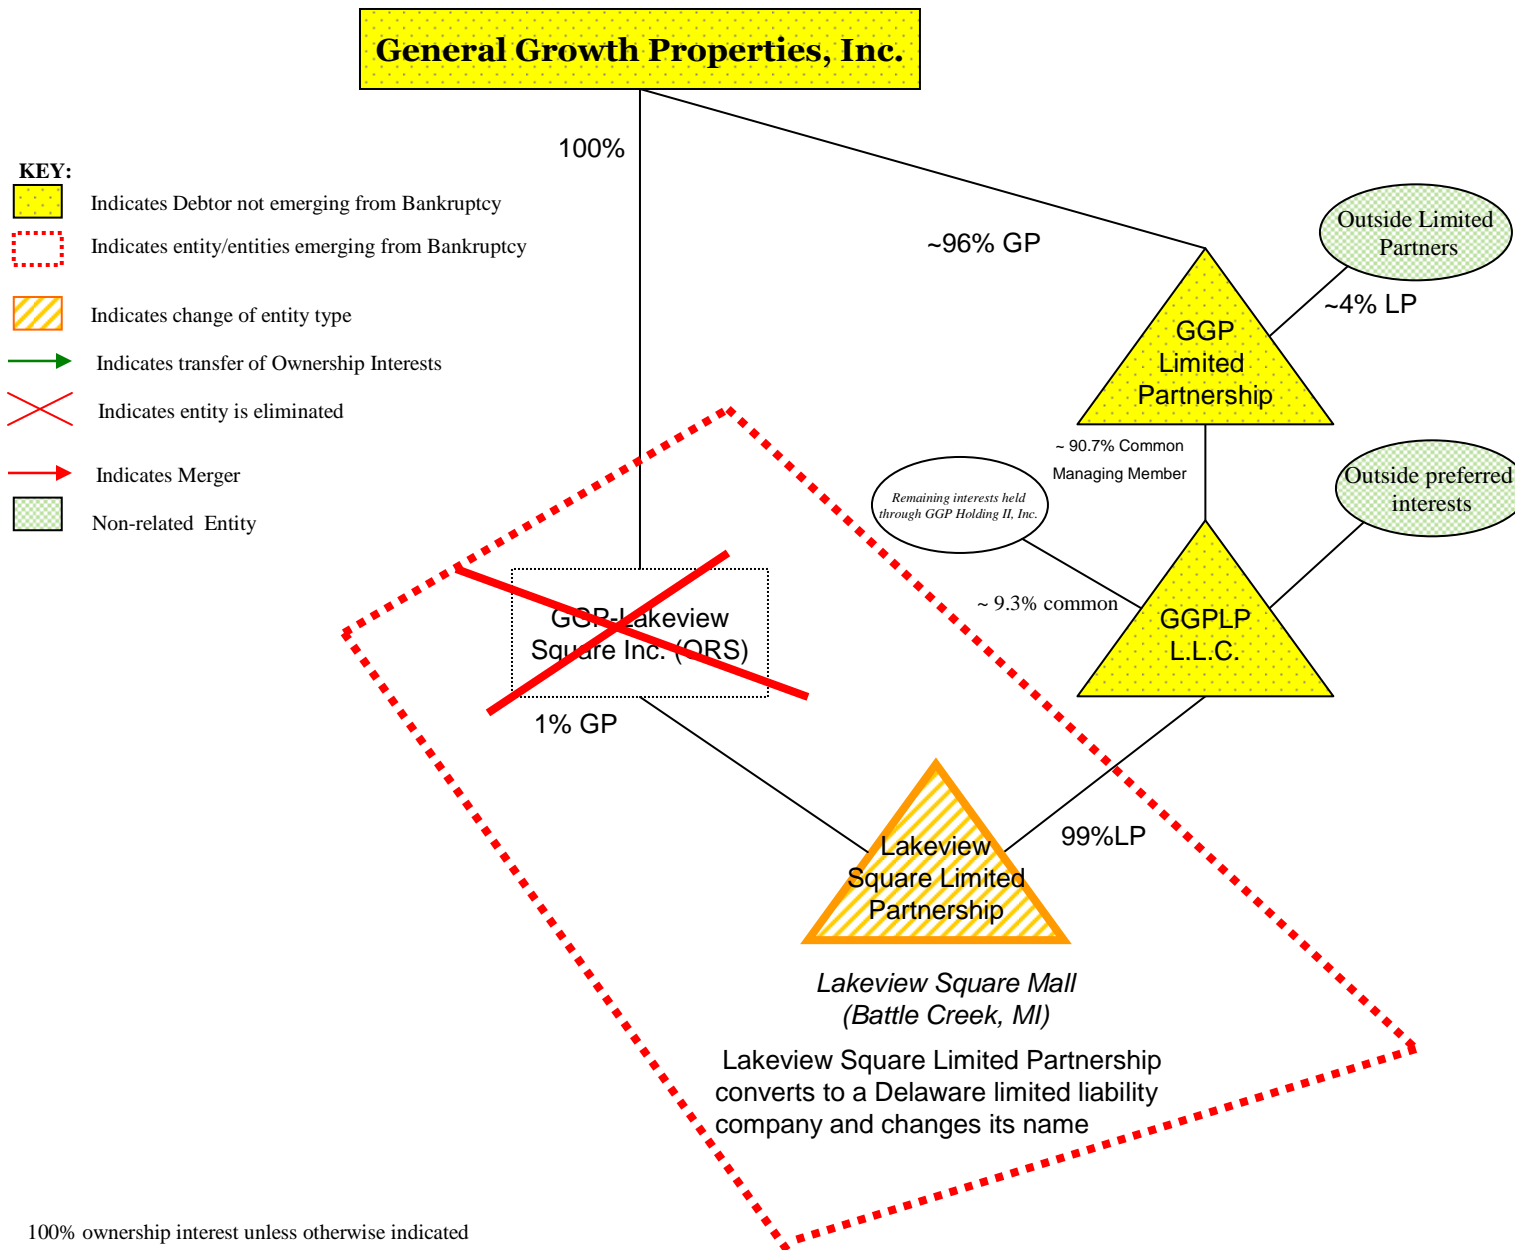 General Growth Properties, Inc.
100%
KEY:
Indicates Debtor not emerging from Bankruptcy
Indicates entity/entities emerging from Bankruptcy
Indicates change of entity type
Indicates transfer of Ownership Interests
Indicates entity is eliminated
Indicates Merger
Non-related Entity
~96% GP
Outside Limited
Partners
~4% LP
GGP
Limited
Partnership
~ 90.7% Common
Managing Member
Remaining interests held
through GGP Holding II, Inc.
Outside preferred
interests
~ 9.3% common
GGPLP
L.L.C.
GGP-Lakeview
Square Inc. (QRS)
1% GP
99%LP
Lakeview
Square Limited
Partnership
Lakeview Square Mall
(Battle Creek, MI)
Lakeview Square Limited Partnership
converts to a Delaware limited liability
company and changes its name
100% ownership interest unless otherwise indicated